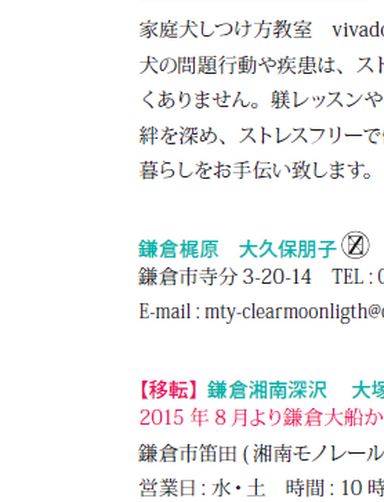 家庭犬しつけ方教室　vivado
犬の問題行動や疾患は、スト
くありません。躾レッスンや
絆を深め、ストレスフリーで
暮らしをお手伝い致します。
鎌倉梶原　大久保朋子
鎌倉市寺分 3-20-14　TEL : 0
E-mail : mty-clearmoonligth@
【移転】鎌倉湘南深沢　大塚
2015 年 8 月より鎌倉大船か
鎌倉市笛田 ( 湘南モノレール
営業日 : 水・土　時間 : 10 時